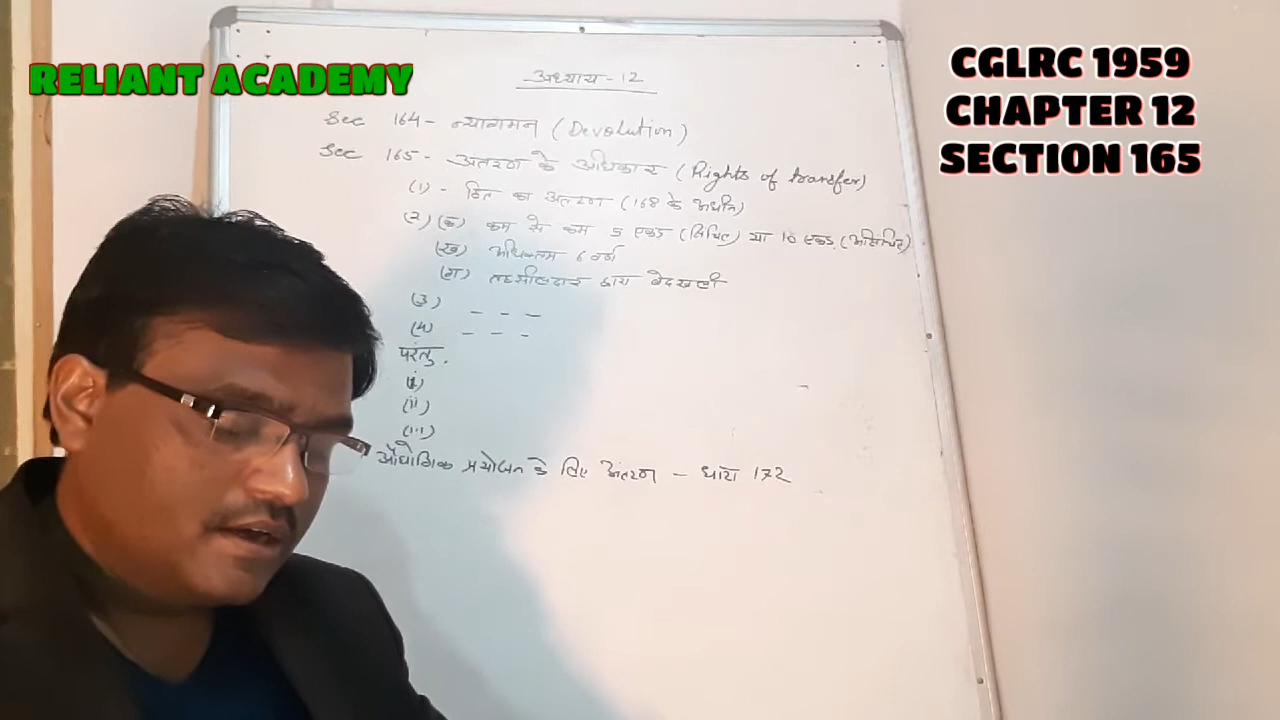 RELIANT ACADEMY
CGLRC 1959
CHAPTER 12
SECTION 165
अध्याय - 12
Sec 164 - न्यागमन (Devolution)
Sec 165 - अंतरण के अधिकार (Rights of transfer)
(1) - हित का अंतरण (168 के अधीन)
(2) (क) कम से कम 5 एकड़ (सिंचित) या 10 एकड़ (असिंचित)
(ख) अधिकतम 6 वर्ष
(ग) तहसीलदार द्वारा बेदखली
(3) - - -
(4) - - -
परंतु.
(i)
(ii)
(iii)
औद्योगिक प्रयोजन के लिए अंतरण - धारा 172